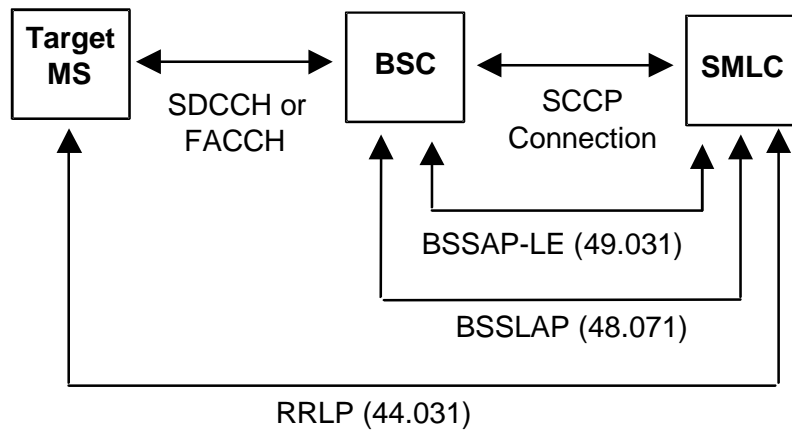 Target
MS
BSC
SMLC
SDCCH or
FACCH
SCCP
Connection
BSSAP-LE (49.031)
BSSLAP (48.071)
RRLP (44.031)